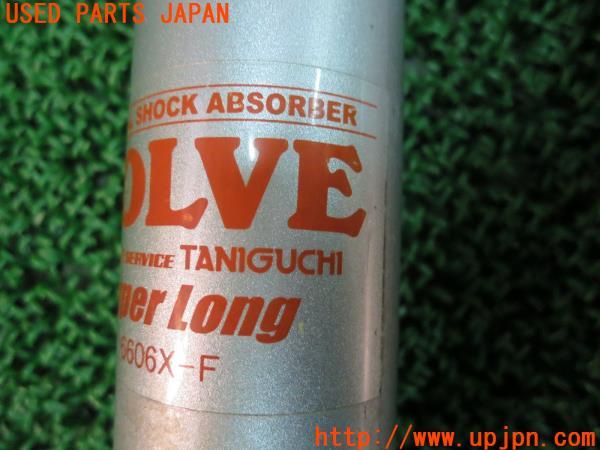 USED PARTS JAPAN
SHOCK ABSORBER
OLVE
SERVICE TANIGUCHI
per Long
6606X-F
http://www.upjpn.com/